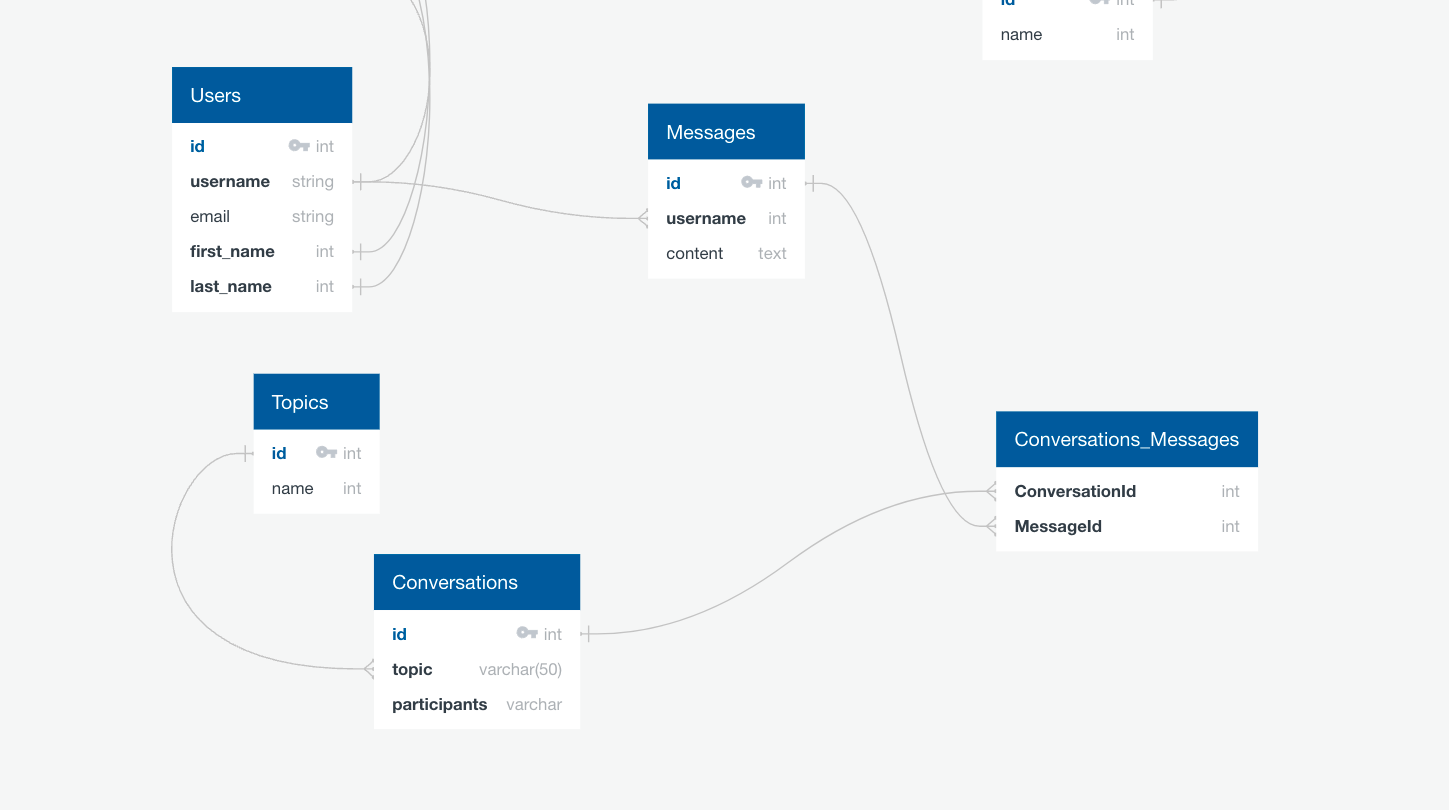 id int
name int
Users
id int
username string
email string
first_name int
last_name int
Messages
id int
username int
content text
Topics
id int
name int
Conversations_Messages
ConversationId int
MessageId int
Conversations
id int
topic varchar(50)
participants varchar